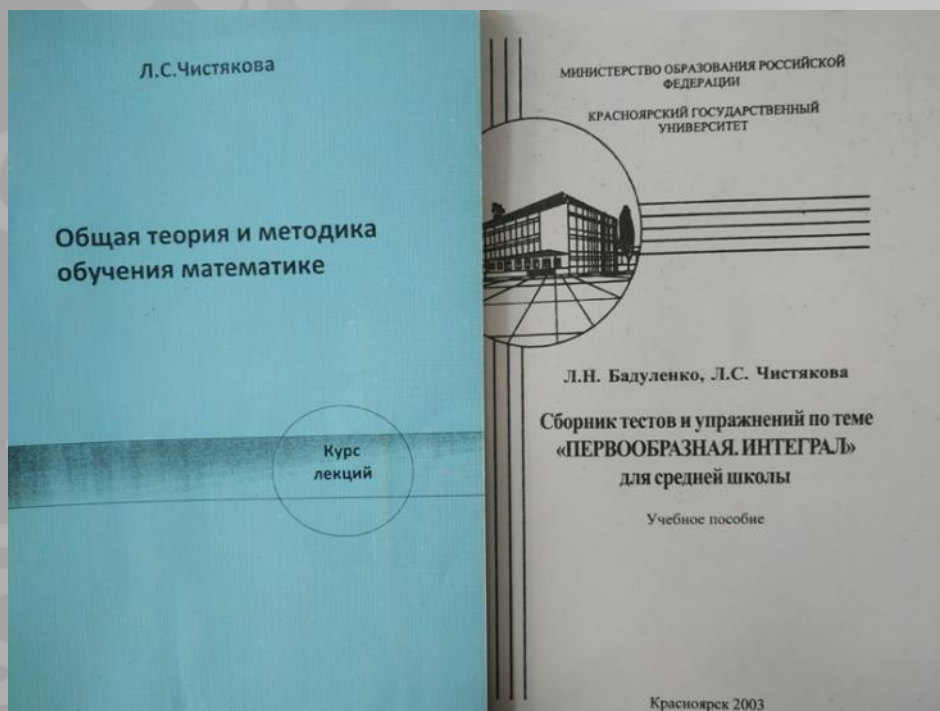 Л.С.Чистякова
Общая теория и методика
обучения математике
Курс
лекций
МИНИСТЕРСТВО ОБРАЗОВАНИЯ РОССИЙСКОЙ
ФЕДЕРАЦИИ
КРАСНОЯРСКИЙ ГОСУДАРСТВЕННЫЙ
УНИВЕРСИТЕТ
Л.Н. Бадуленко, Л.С. Чистякова
Сборник тестов и упражнений по теме
«ПЕРВООБРАЗНАЯ. ИНТЕГРАЛ»
для средней школы
Учебное пособие
Красноярск 2003